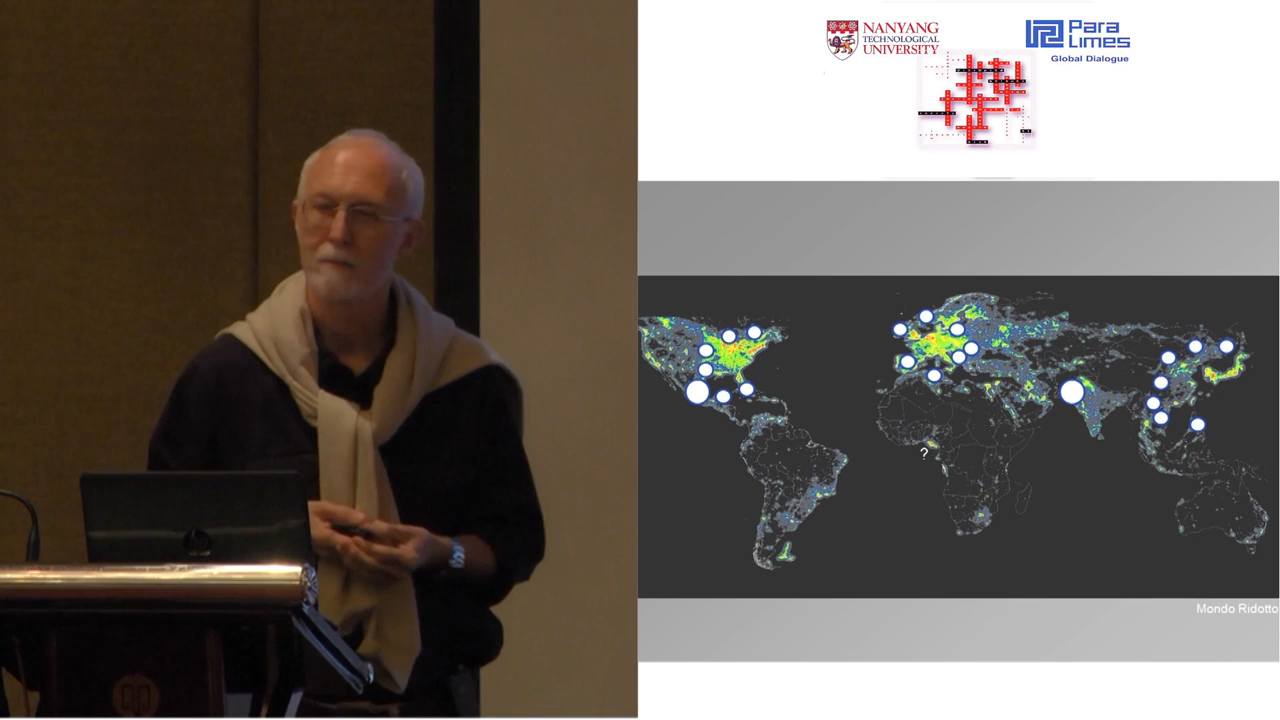 NANYANG
TECHNOLOGICAL
UNIVERSITY
Para
Limes
Global Dialogue
?
Mondo Ridotto